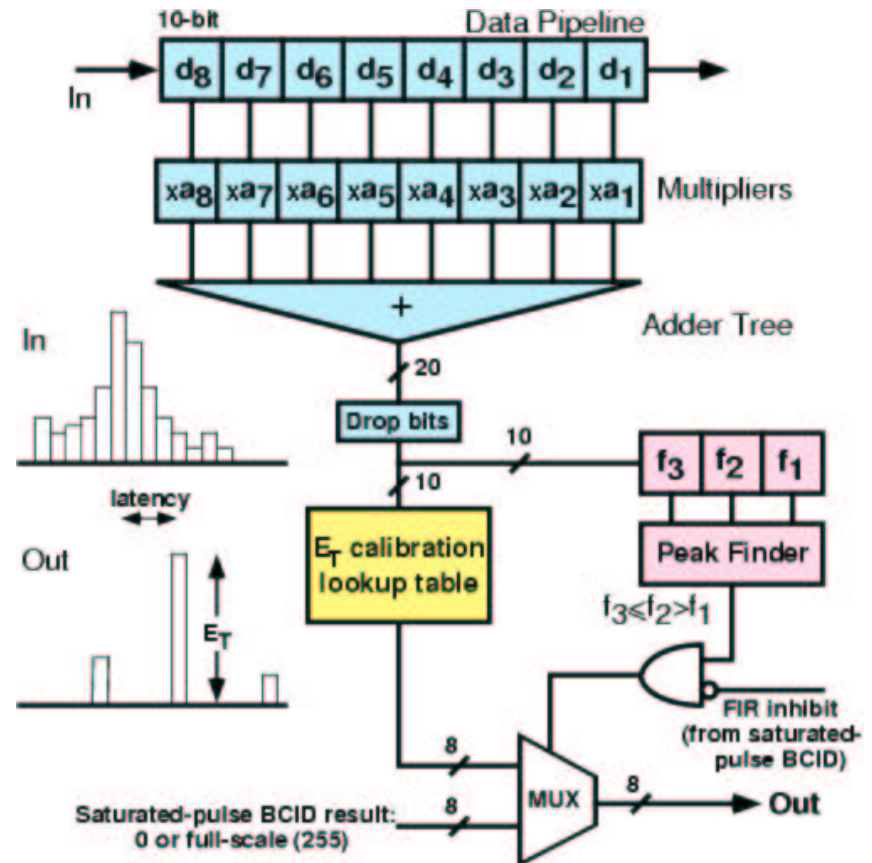 10-bit
Data Pipeline
In
d8 d7 d6 d5 d4 d3 d2 d1
xa8 xa7 xa6 xa5 xa4 xa3 xa2 xa1
Multipliers
+
Adder Tree
In
20
Drop bits
10
10
f3 f2 f1
latency
ET calibration
lookup table
Peak Finder
Out
f3⩽f2>f1
ET
FIR inhibit
(from saturated-
pulse BCID)
8
MUX
8
Out
Saturated-pulse BCID result:
0 or full-scale (255)
8